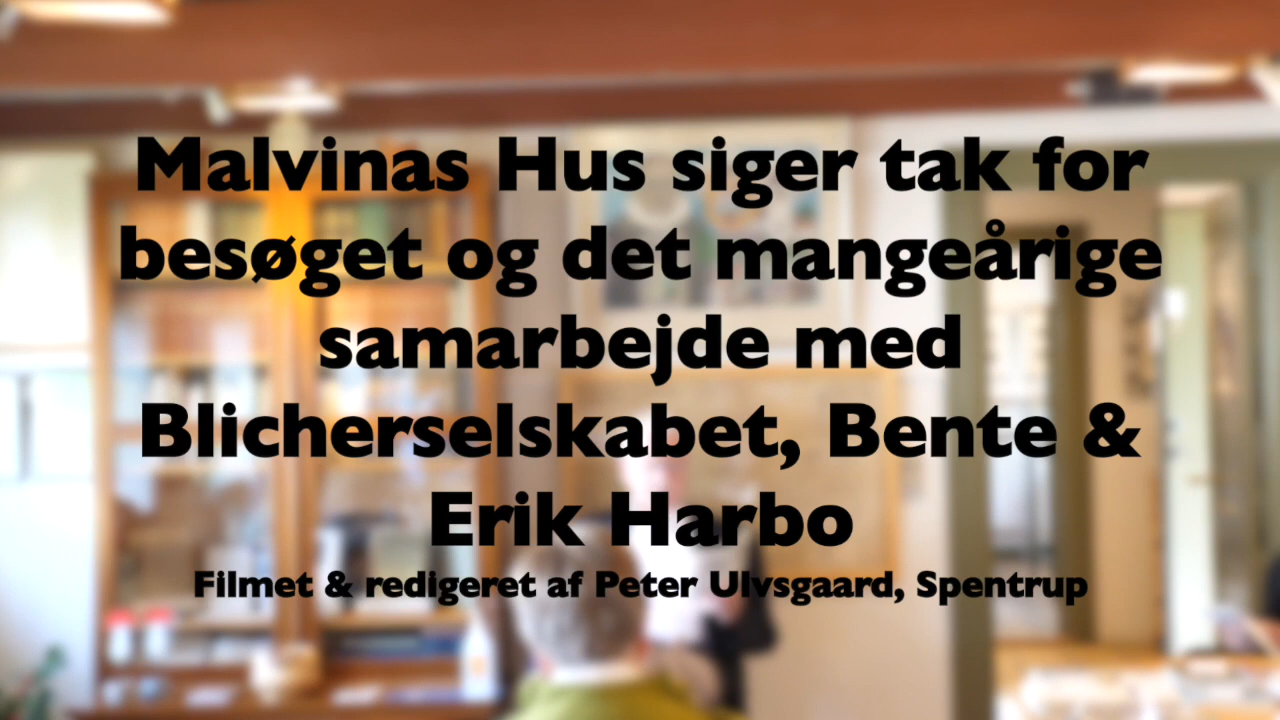 Malvinas Hus siger tak for
besøget og det mangeårige
samarbejde med
Blicherselskabet, Bente &
Erik Harbo
Filmet & redigeret af Peter Ulvsgaard, Spentrup